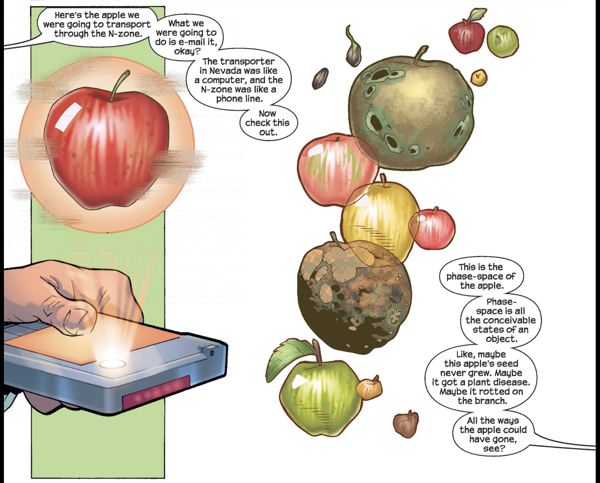 Here's the apple we
were going to transport
through the N-zone.
What we
were going to
do is e-mail it,
okay?
The transporter
in Nevada was like
a computer, and the
N-zone was like a
phone line.
Now
check this
out.
This is the
phase-space of
the apple.
Phase-
space is all
the conceivable
states of an
object.
Like, maybe
this apple's seed
never grew. Maybe
it got a plant disease.
Maybe it rotted on
the branch.
All the ways
the apple could
have gone,
see?